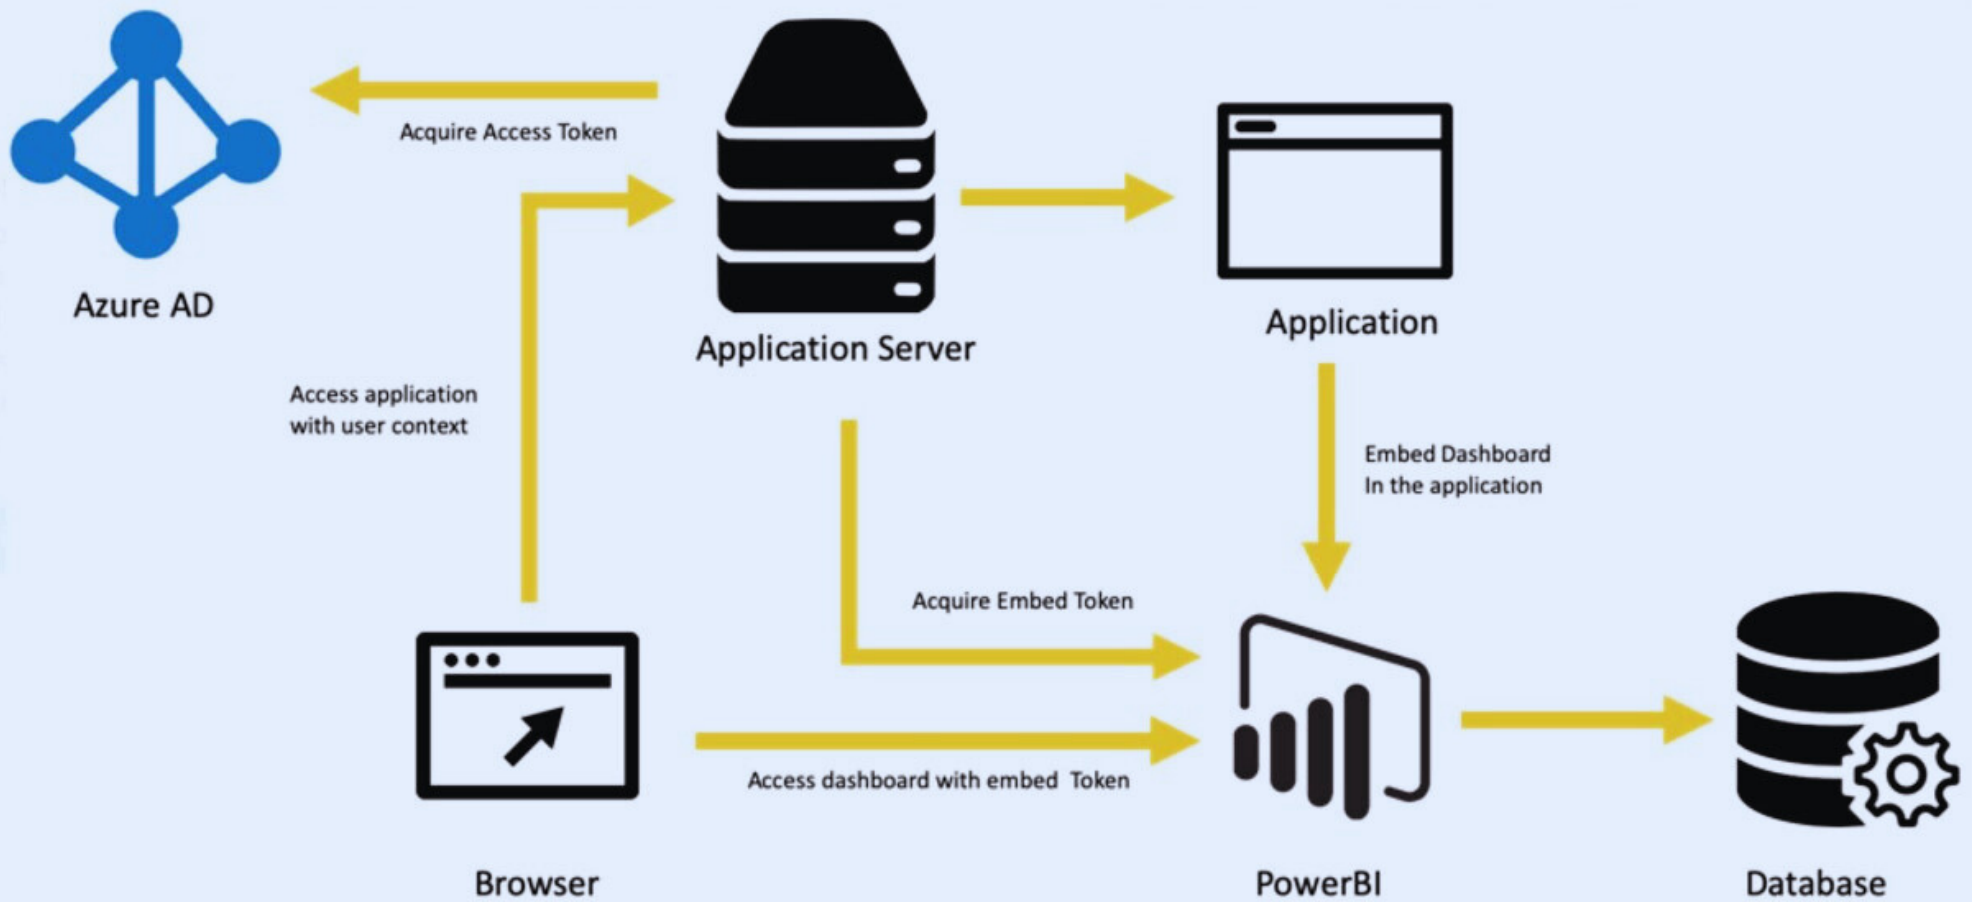 Acquire Access Token
Azure AD
Application Server
Application
Access application
with user context
Embed Dashboard
In the application
Acquire Embed Token
Access dashboard with embed  Token
Browser
PowerBI
Database